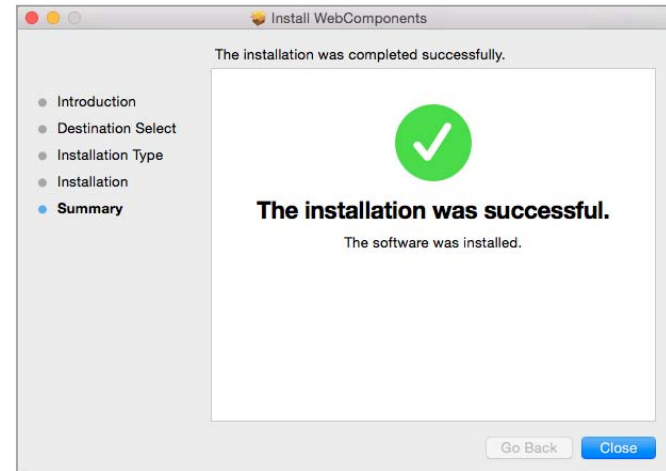 Install WebComponents
The installation was completed successfully.
Introduction
Destination Select
Installation Type
Installation
Summary
The installation was successful.
The software was installed.
Go Back
Close